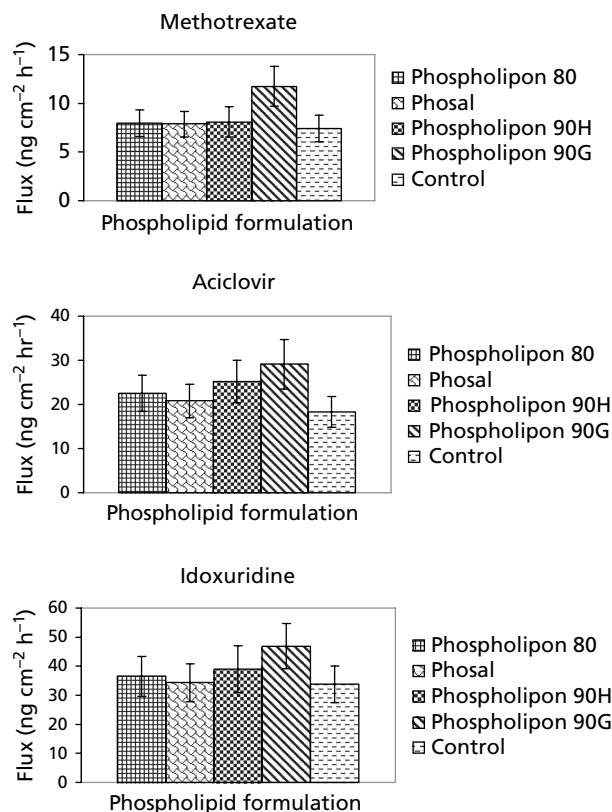 Methotrexate
Flux (ng cm⁻² h⁻¹)
15
10
5
0
Phospholipid formulation
Phospholipon 80
Phosal
Phospholipon 90H
Phospholipon 90G
Control
Aciclovir
Flux (ng cm⁻² hr⁻¹)
40
30
20
10
0
Phospholipid formulation
Phospholipon 80
Phosal
Phospholipon 90H
Phospholipon 90G
Control
Idoxuridine
Flux (ng cm⁻² h⁻¹)
60
50
40
30
20
10
0
Phospholipid formulation
Phospholipon 80
Phosal
Phospholipon 90H
Phospholipon 90G
Control